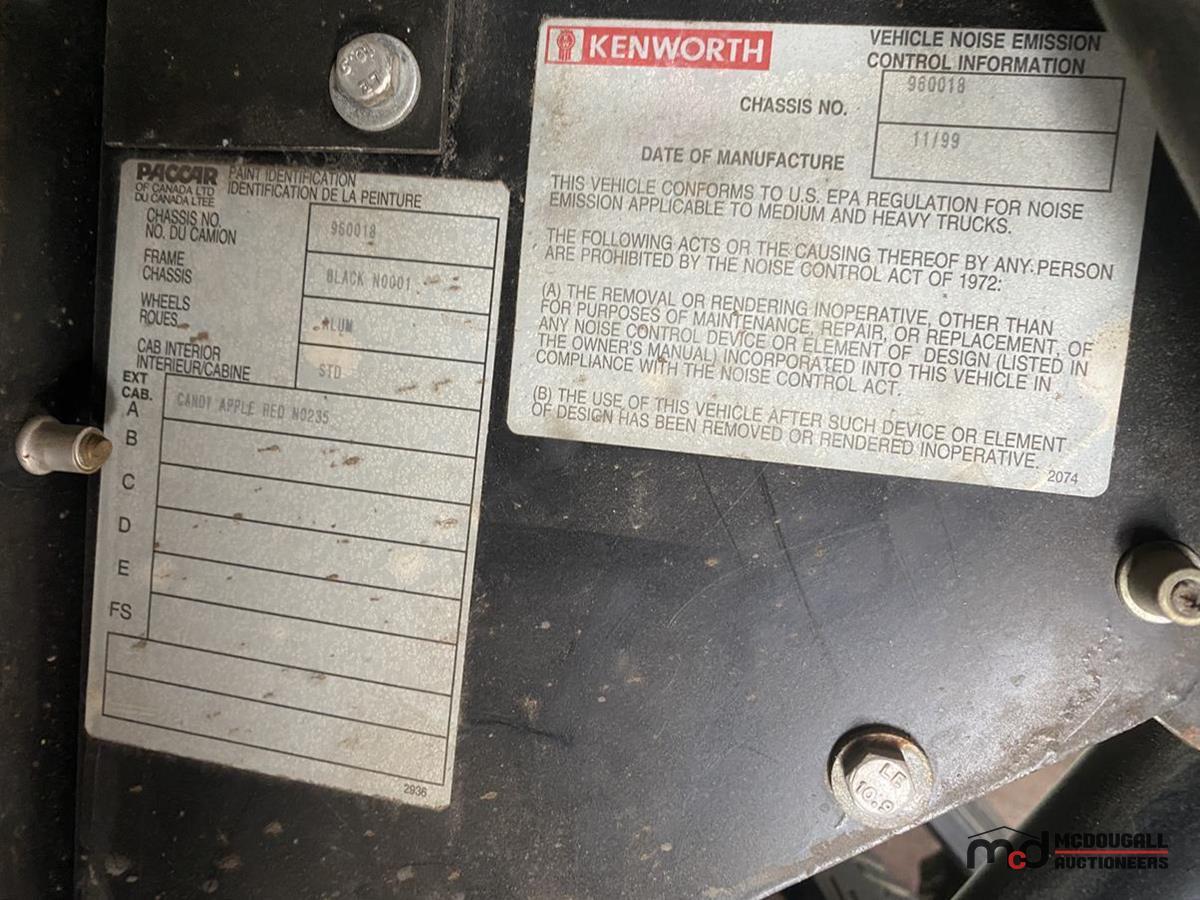 PACCAR
OF CANADA LTD
DU CANADA LTEE
PAINT IDENTIFICATION
IDENTIFICATION DE LA PEINTURE
CHASSIS NO.
NO. DU CAMION
960018
FRAME
CHASSIS
BLACK N0001
WHEELS
ROUES
ALUM
CAB INTERIOR
INTERIEUR/CABINE
STD
EXT
CAB.
A
CANDY APPLE RED N0235
B
C
D
E
FS
2936
KENWORTH
VEHICLE NOISE EMISSION
CONTROL INFORMATION
CHASSIS NO.
960018
DATE OF MANUFACTURE
11/99
THIS VEHICLE CONFORMS TO U.S. EPA REGULATION FOR NOISE
EMISSION APPLICABLE TO MEDIUM AND HEAVY TRUCKS.
THE FOLLOWING ACTS OR THE CAUSING THEREOF BY ANY PERSON
ARE PROHIBITED BY THE NOISE CONTROL ACT OF 1972:
(A) THE REMOVAL OR RENDERING INOPERATIVE, OTHER THAN
FOR PURPOSES OF MAINTENANCE, REPAIR, OR REPLACEMENT, OF
ANY NOISE CONTROL DEVICE OR ELEMENT OF DESIGN (LISTED IN
THE OWNER'S MANUAL) INCORPORATED INTO THIS VEHICLE IN
COMPLIANCE WITH THE NOISE CONTROL ACT.
(B) THE USE OF THIS VEHICLE AFTER SUCH DEVICE OR ELEMENT
OF DESIGN HAS BEEN REMOVED OR RENDERED INOPERATIVE.
2074
LE
10.9
mcd
MCDOUGALL
AUCTIONEERS